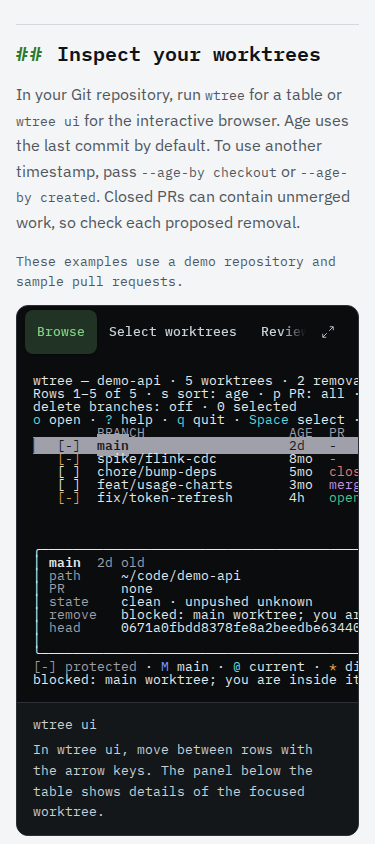 ## Inspect your worktrees
In your Git repository, run wtree for a table or
wtree ui for the interactive browser. Age uses
the last commit by default. To use another
timestamp, pass --age-by checkout or --age-
by created. Closed PRs can contain unmerged
work, so check each proposed removal.
These examples use a demo repository and
sample pull requests.
Browse Select worktrees Review
wtree — demo-api · 5 worktrees · 2 remova
Rows 1–5 of 5 · s sort: age · p PR: all ·
delete branches: off · 0 selected
o open · ? help · q quit · Space select ·
BRANCH AGE PR
[-] main 2d -
[-] spike/flink-cdc 8mo -
[ ] chore/bump-deps 5mo clos
[ ] feat/usage-charts 3mo merg
[-] fix/token-refresh 4h open
main 2d old
path ~/code/demo-api
PR none
state clean · unpushed unknown
remove blocked: main worktree; you ar
head 0671a0fbdd8378fe8a2beedbe63440
[-] protected · M main · @ current · * di
blocked: main worktree; you are inside it
wtree ui
In wtree ui, move between rows with
the arrow keys. The panel below the
table shows details of the focused
worktree.